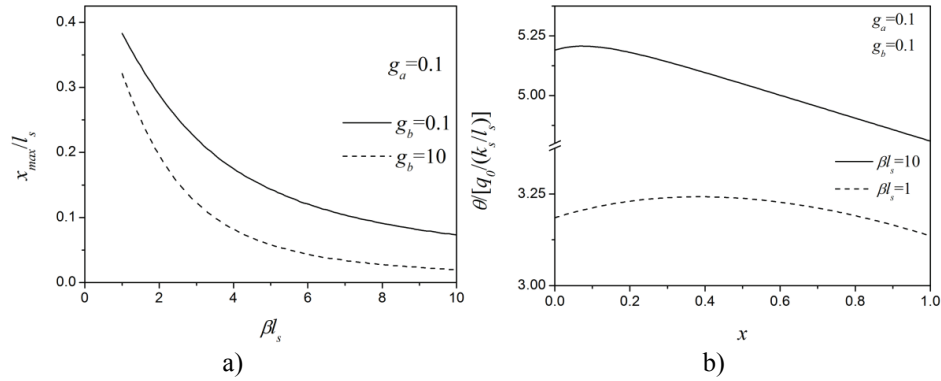 0.4
0.3
0.2
0.1
0.0
x_max/l_s
g_a=0.1
g_b=0.1
g_b=10
0 2 4 6 8 10
βl_s
a)
5.25
5.00
3.25
3.00
θ/[q_0/(k_s/l_s)]
g_a=0.1
g_b=0.1
βl_s=10
βl_s=1
0.0 0.2 0.4 0.6 0.8 1.0
x
b)